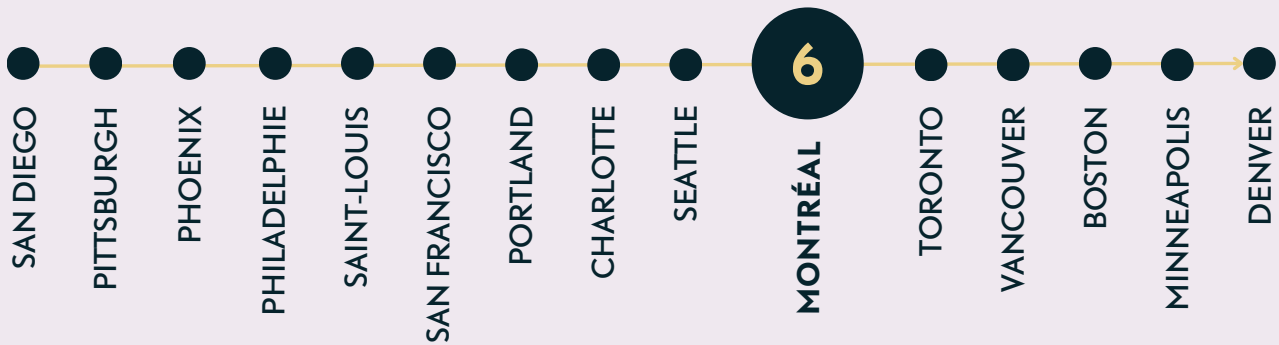 SAN DIEGO
PITTSBURGH
PHOENIX
PHILADELPHIE
SAINT-LOUIS
SAN FRANCISCO
PORTLAND
CHARLOTTE
SEATTLE
6
MONTRÉAL
TORONTO
VANCOUVER
BOSTON
MINNEAPOLIS
DENVER